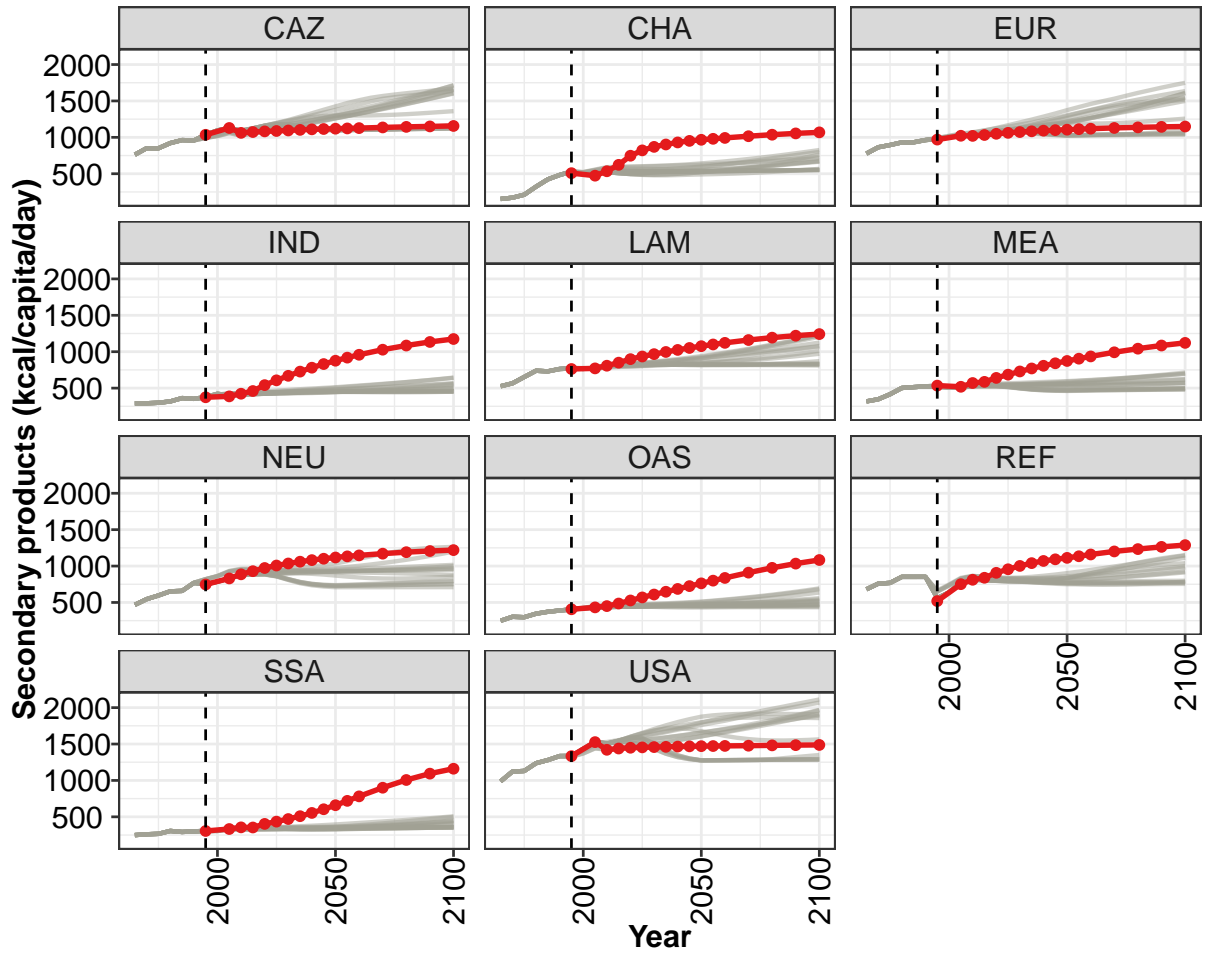 CAZ CHA EUR
2000
1500
1000
500
IND LAM MEA
2000
1500
1000
500
NEU OAS REF
2000
1500
1000
500
2000 2050 2100
SSA USA
2000
1500
1000
500
2000 2050 2100 2000 2050 2100
Year
Secondary products (kcal/capita/day)